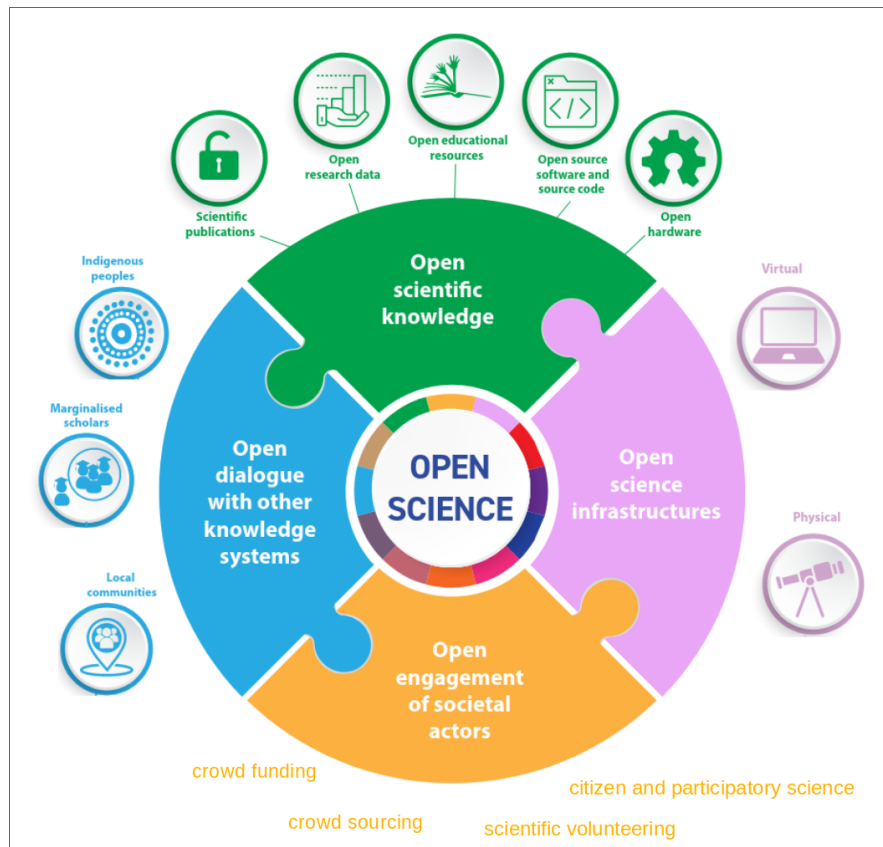 Open educational
resources
Open
research data
Open source
software and
source code
Scientific
publications
Open
hardware
Open
scientific
knowledge
Indigenous
peoples
Virtual
Marginalised
scholars
Open
dialogue
with other
knowledge
systems
OPEN
SCIENCE
Open
science
infrastructures
Physical
Local
communities
Open
engagement
of societal
actors
crowd funding
citizen and participatory science
crowd sourcing
scientific volunteering